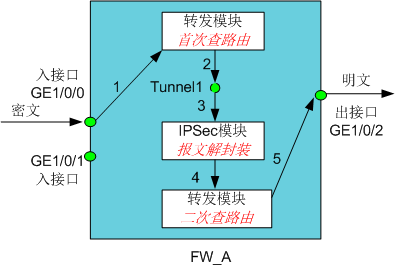 转发模块
首次查路由
入接口
GE1/0/0
1
2
Tunnel1
密文
3
明文
出接口
GE1/0/2
IPSec模块
报文解封装
GE1/0/1
入接口
4
5
转发模块
二次查路由
FW_A